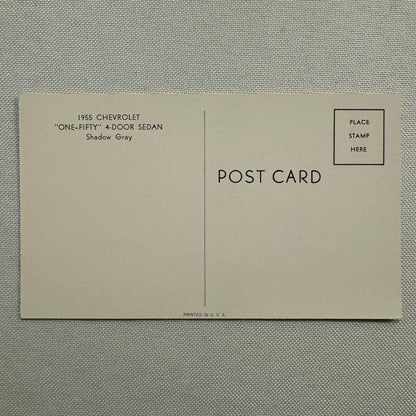 1955 CHEVROLET
"ONE-FIFTY" 4-DOOR SEDAN
Shadow Gray
PLACE
STAMP
HERE
POST CARD
PRINTED IN U. S. A.